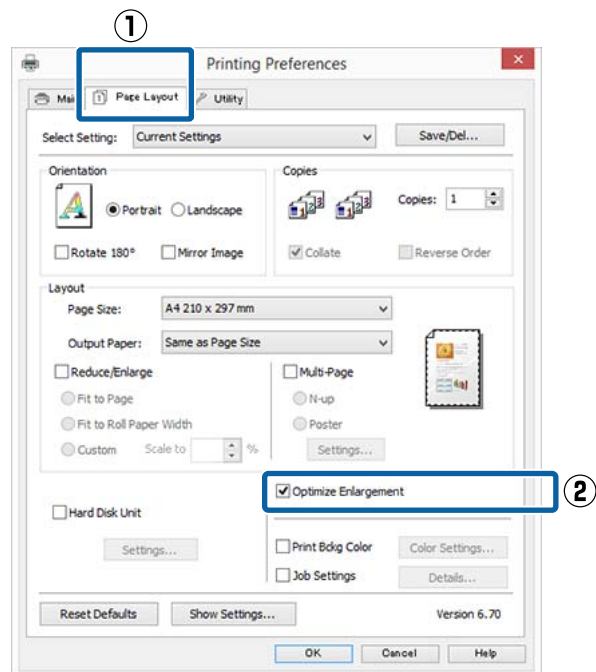 ①
Printing Preferences
×
Mai Page Layout Utility
Select Setting: Current Settings Save/Del...
Orientation Copies
Portrait Landscape Copies: 1
Rotate 180° Mirror Image Collate Reverse Order
Layout
Page Size: A4 210 x 297 mm
Output Paper: Same as Page Size
Reduce/Enlarge Multi-Page
Fit to Page N-up
Fit to Roll Paper Width Poster
Custom Scale to % Settings...
Optimize Enlargement ②
Hard Disk Unit
Settings... Print Bckg Color Color Settings...
Job Settings Details...
Reset Defaults Show Settings... Version 6.70
OK Cancel Help